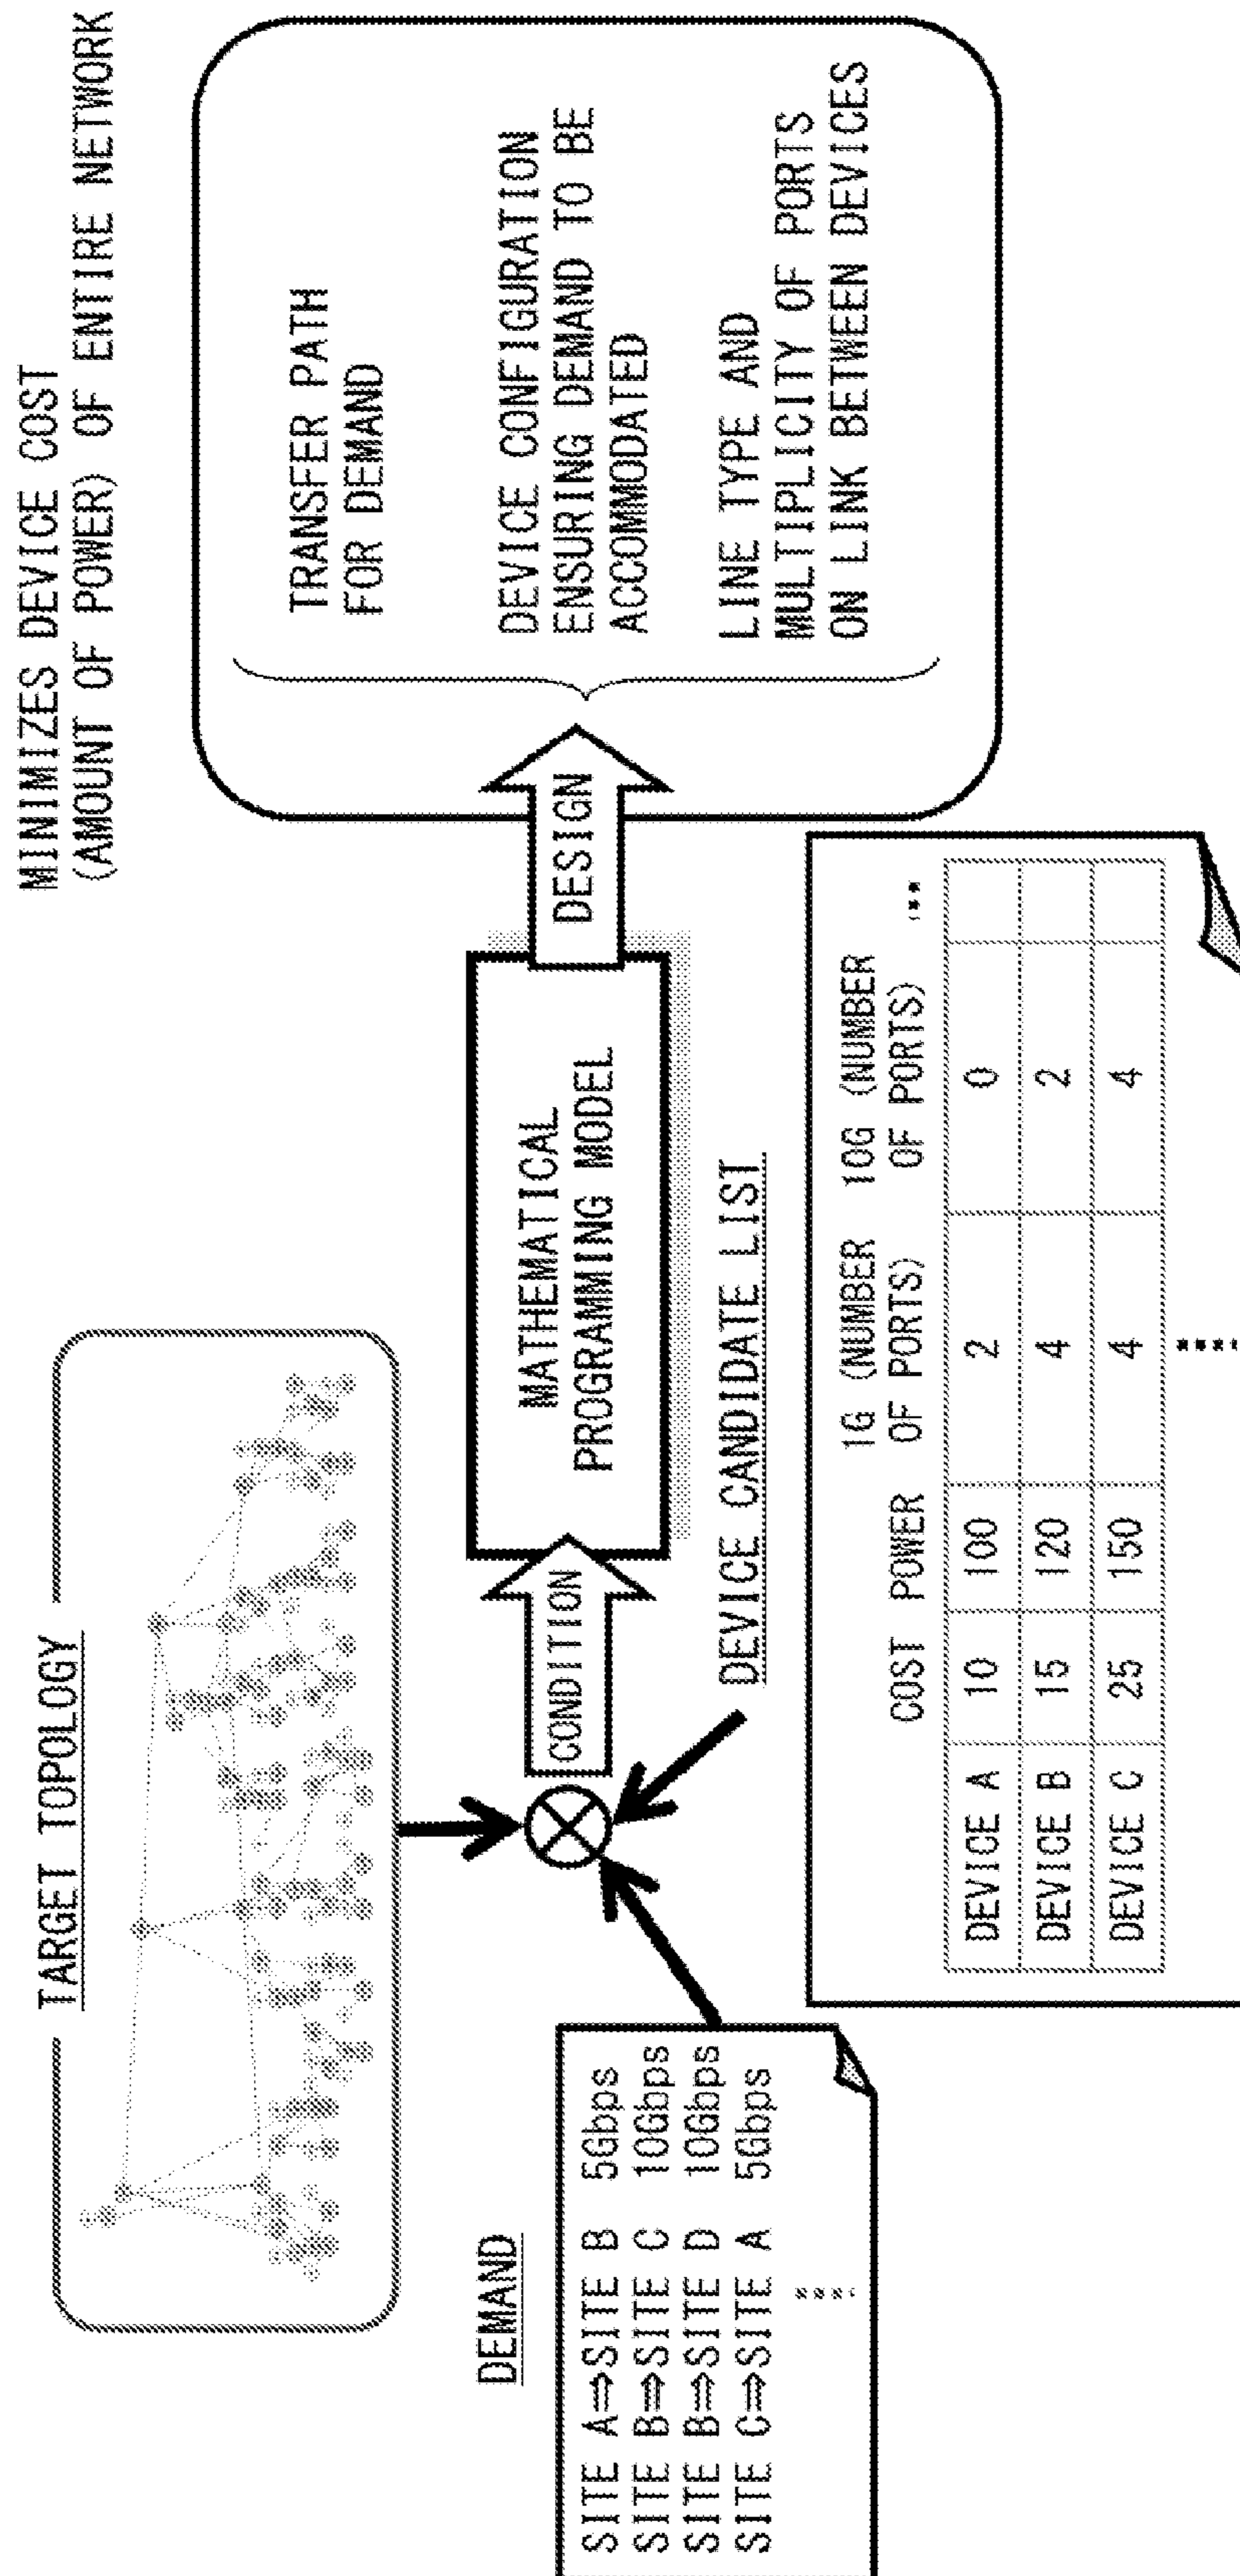 MINIMIZES DEVICE COST
(AMOUNT OF POWER) OF ENTIRE NETWORK
TARGET TOPOLOGY
TRANSFER PATH
FOR DEMAND
DEVICE CONFIGURATION
ENSURING DEMAND TO BE
ACCOMMODATED
LINE TYPE AND
MULTIPLICITY OF PORTS
ON LINK BETWEEN DEVICES
CONDITION
MATHEMATICAL
PROGRAMMING MODEL
DESIGN
DEMAND
SITE A⇒SITE B 5Gbps
SITE B⇒SITE C 10Gbps
SITE B⇒SITE D 10Gbps
SITE C⇒SITE A 5Gbps
DEVICE CANDIDATE LIST
1G (NUMBER 10G (NUMBER
COST POWER OF PORTS) OF PORTS) ...
DEVICE A 10 100 2 0
DEVICE B 15 120 4 2
DEVICE C 25 150 4 4